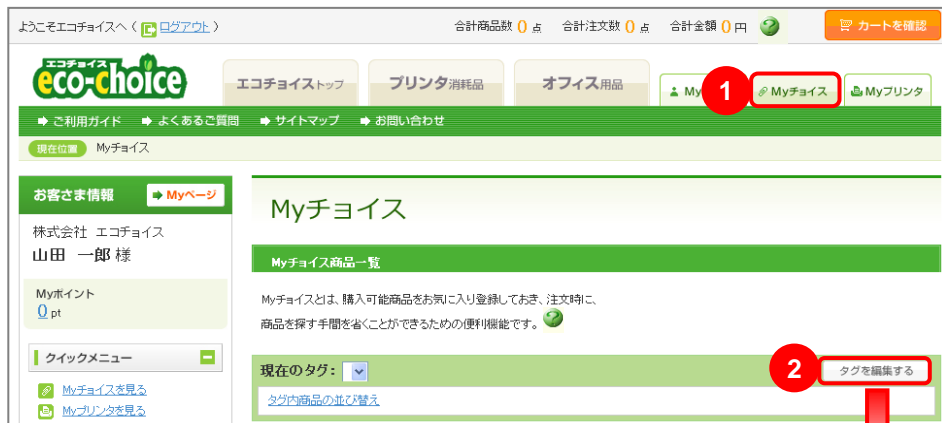 ようこそエコチョイスへ ( ログアウト )
合計商品数 0 点 合計注文数 0 点 合計金額 0 円 ? カートを確認
エコチョイス
eco-choice
エコチョイストップ プリンタ消耗品 オフィス用品 My 1 Myチョイス Myプリンタ
ご利用ガイド よくあるご質問 サイトマップ お問い合わせ
現在位置 Myチョイス
お客さま情報 Myページ
株式会社 エコチョイス
山田 一郎 様
Myポイント
0 pt
クイックメニュー
Myチョイスを見る
Myプリンタを見る
Myチョイス
Myチョイス商品一覧
Myチョイスとは、購入可能商品をお気に入り登録しておき、注文時に、
商品を探す手間を省くことができるための便利機能です。 ?
現在のタグ: 2 タグを編集する
タグ内商品の並び替え